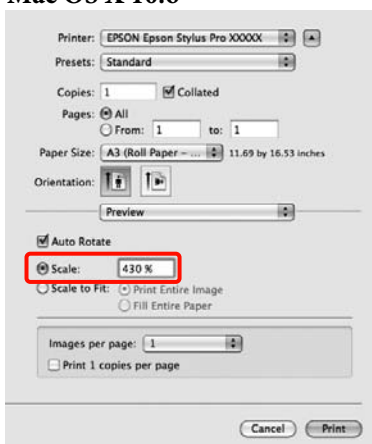 Mac OS X 10.6
Printer: EPSON Epson Stylus Pro XXXXX
Presets: Standard
Copies: 1 Collated
Pages: All
From: 1 to: 1
Paper Size: A3 (Roll Paper – ... 11.69 by 16.53 inches
Orientation:
Preview
Auto Rotate
Scale: 430 %
Scale to Fit: Print Entire Image
Fill Entire Paper
Images per page: 1
Print 1 copies per page
Cancel Print